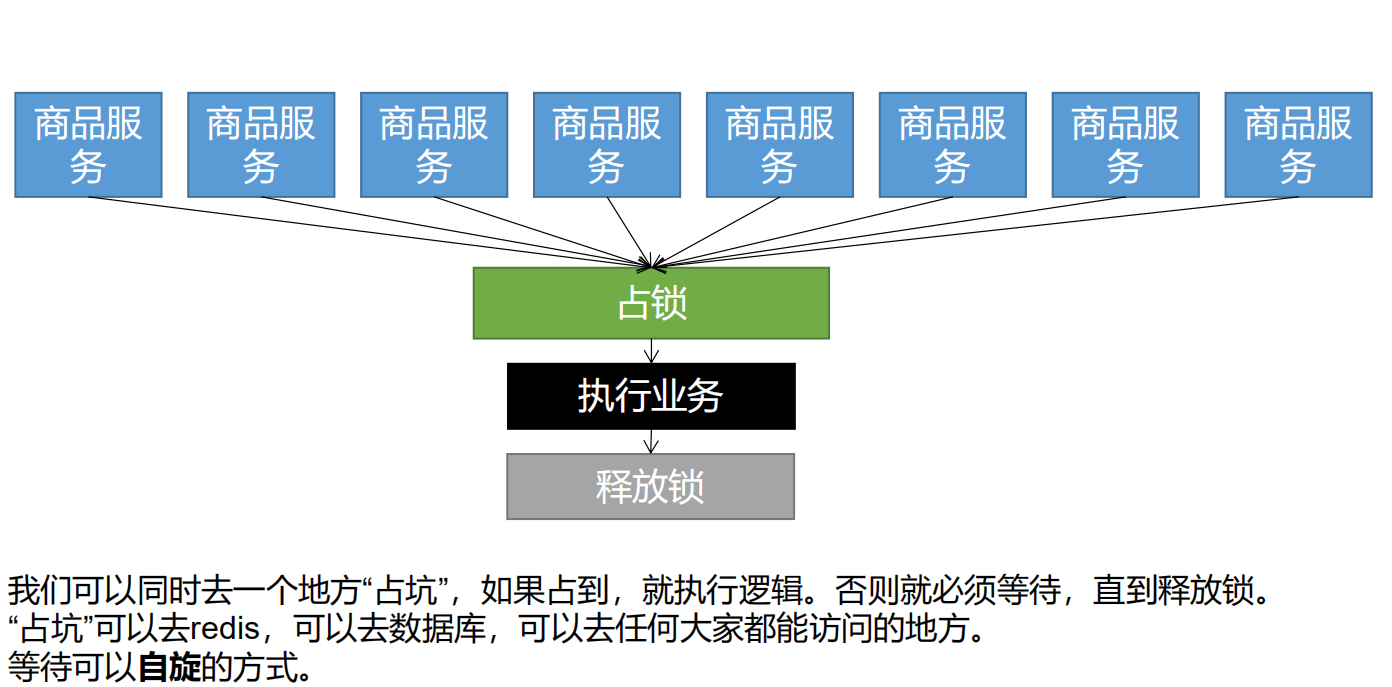 商品服
务
商品服
务
商品服
务
商品服
务
商品服
务
商品服
务
商品服
务
商品服
务
占锁
执行业务
释放锁
我们可以同时去一个地方“占坑”，如果占到，就执行逻辑。否则就必须等待，直到释放锁。
“占坑”可以去redis，可以去数据库，可以去任何大家都能访问的地方。
等待可以自旋的方式。